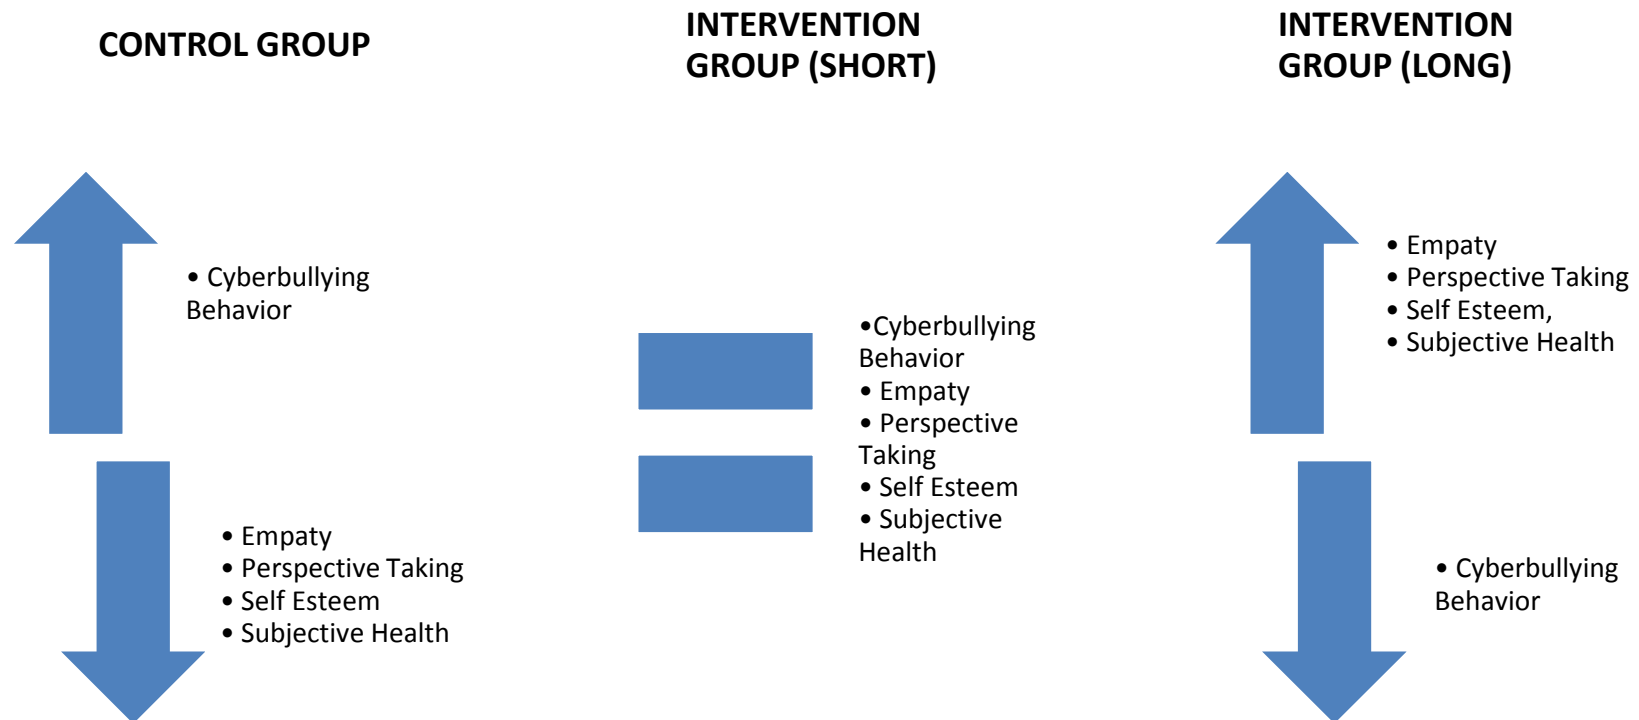 CONTROL GROUP
• Cyberbullying
Behavior
• Empaty
• Perspective Taking
• Self Esteem
• Subjective Health
INTERVENTION
GROUP (SHORT)
•Cyberbullying
Behavior
• Empaty
• Perspective
Taking
• Self Esteem
• Subjective
Health
INTERVENTION
GROUP (LONG)
• Empaty
• Perspective Taking
• Self Esteem,
• Subjective Health
• Cyberbullying
Behavior